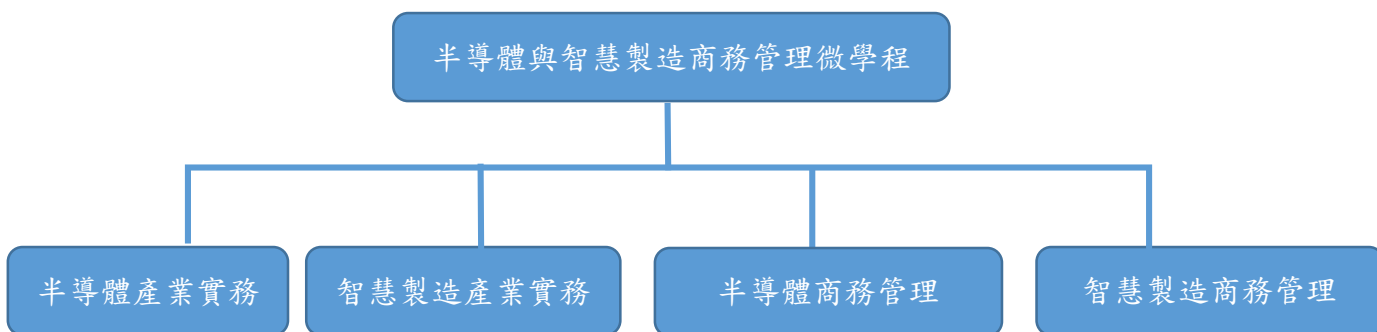 半導體與智慧製造商務管理微學程
半導體產業實務
智慧製造產業實務
半導體商務管理
智慧製造商務管理